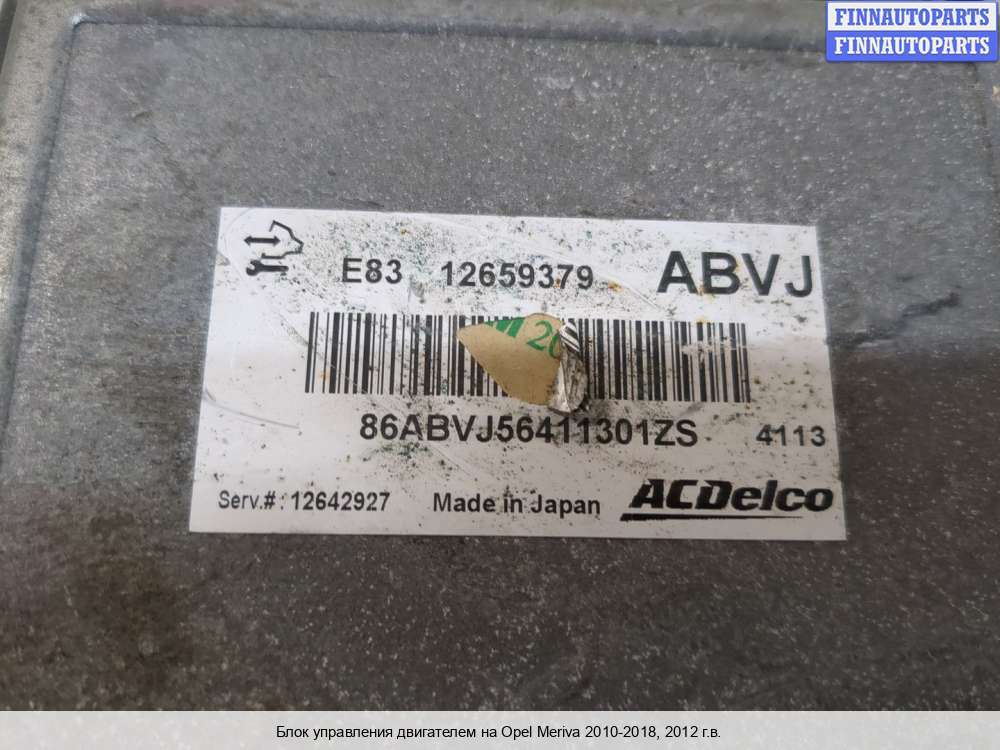 FINNAUTOPARTS
FINNAUTOPARTS
E83 12659379 ABVJ
20
86ABVJ56411301ZS 4113
Serv.#: 12642927 Made in Japan ACDelco
Блок управления двигателем на Opel Meriva 2010-2018, 2012 г.в.